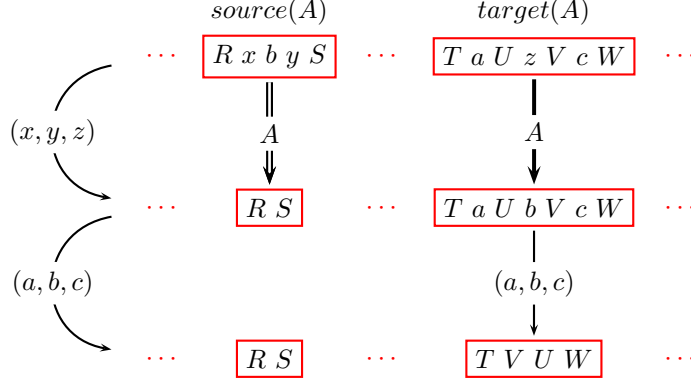 source(A) target(A)
··· R x b y S ··· T a U z V c W ···
(x, y, z) A A
··· R S ··· T a U b V c W ···
(a, b, c) (a, b, c)
··· R S ··· T V U W ···